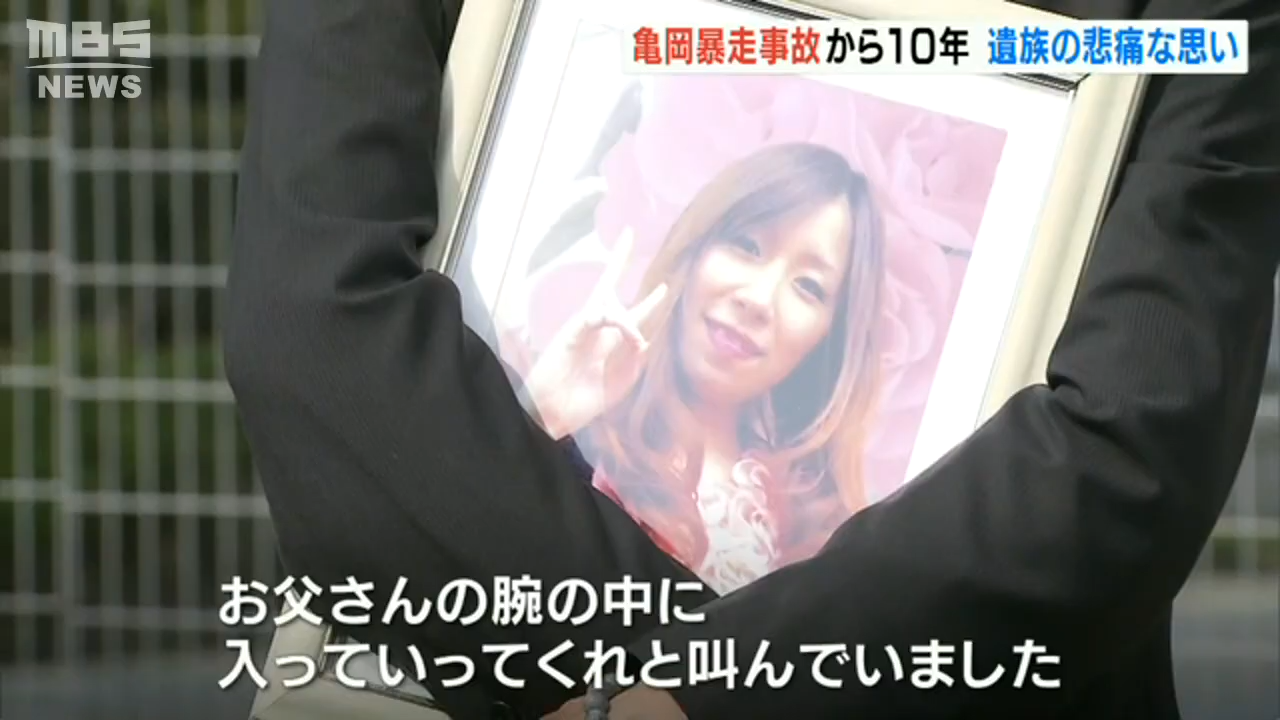 MBS
NEWS
亀岡暴走事故から10年 遺族の悲痛な思い
お父さんの腕の中に
入っていってくれと叫んでいました